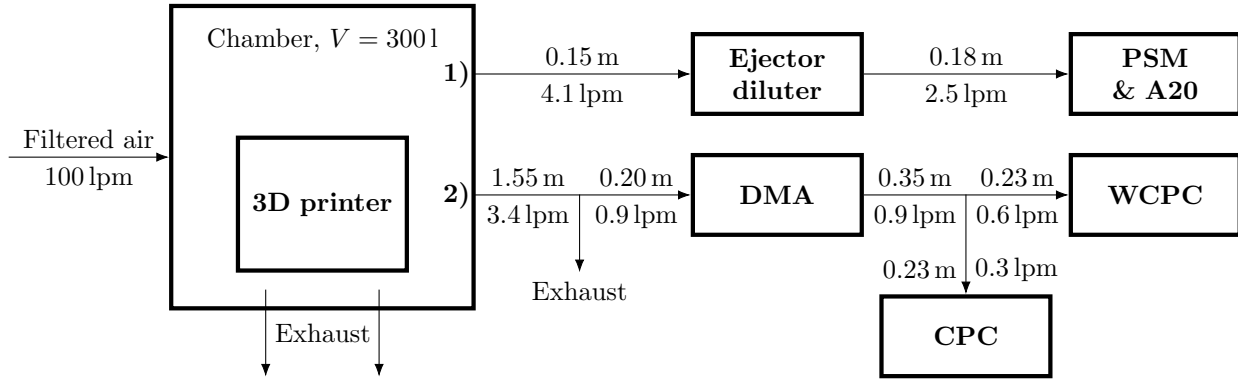 Chamber, V = 300 l
1)
0.15 m
4.1 lpm
Ejector
diluter
0.18 m
2.5 lpm
PSM
& A20
Filtered air
100 lpm
3D printer
2)
1.55 m
3.4 lpm
0.20 m
0.9 lpm
DMA
0.35 m
0.9 lpm
0.23 m
0.6 lpm
WCPC
Exhaust
0.23 m
0.3 lpm
CPC
Exhaust